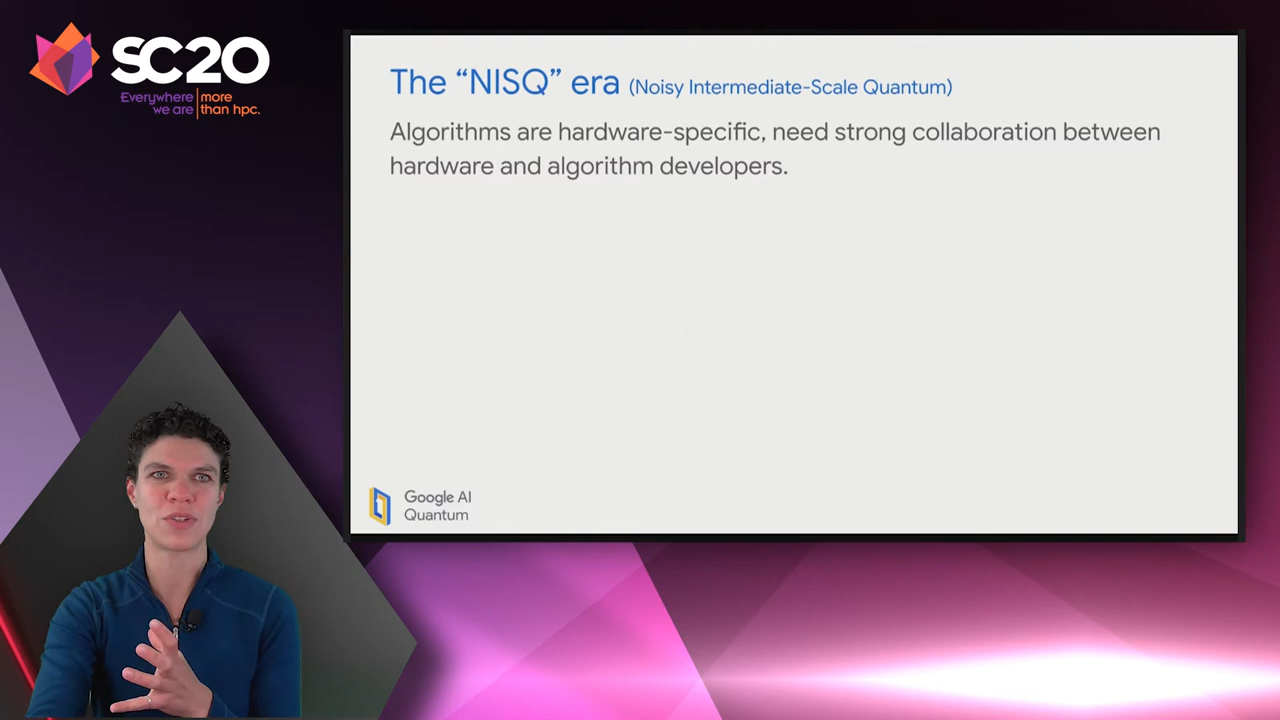 SC20
Everywhere we are | more than hpc.
The “NISQ” era (Noisy Intermediate-Scale Quantum)
Algorithms are hardware-specific, need strong collaboration between
hardware and algorithm developers.
Google AI
Quantum